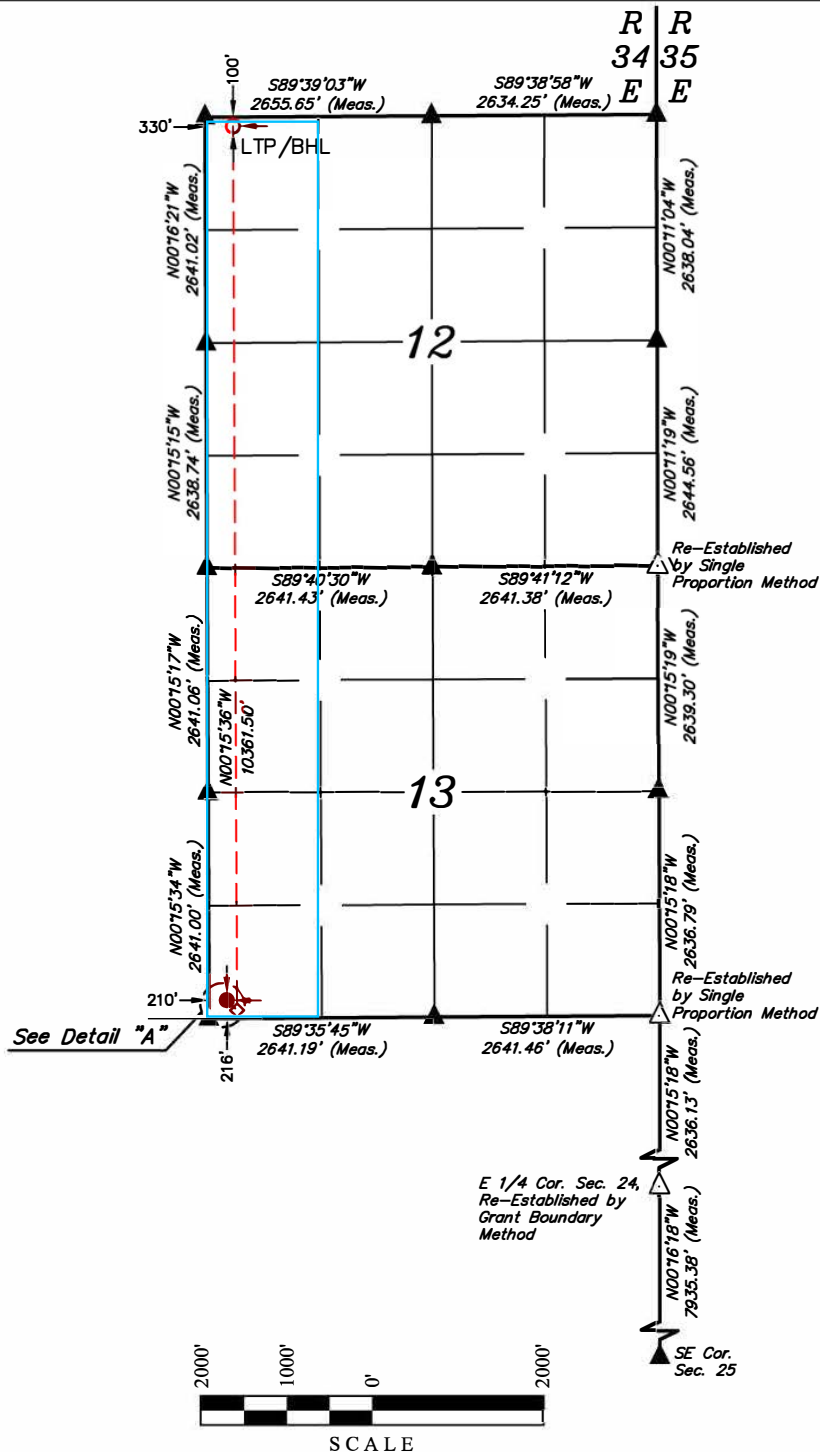 R R
34 35
E E
100'
S89°39'03"W
2655.65' (Meas.)
S89°38'58"W
2634.25' (Meas.)
330'
LTP/BHL
N00°16'21"W
2641.02' (Meas.)
N00°11'04"W
2638.04' (Meas.)
12
N00°15'15"W
2638.74' (Meas.)
N00°11'19"W
2644.56' (Meas.)
Re-Established
by Single
Proportion Method
S89°40'30"W
2641.43' (Meas.)
S89°41'12"W
2641.38' (Meas.)
N00°15'17"W
2641.06' (Meas.)
N00°15'19"W
2639.30' (Meas.)
N00°15'36"W
10361.50'
13
N00°15'34"W
2641.00' (Meas.)
N00°15'18"W
2636.79' (Meas.)
Re-Established
by Single
Proportion Method
210'
See Detail "A"
S89°35'45"W
2641.19' (Meas.)
S89°38'11"W
2641.46' (Meas.)
216'
N00°15'18"W
2636.13' (Meas.)
E 1/4 Cor. Sec. 24,
Re-Established by
Grant Boundary
Method
N00°16'18"W
7935.38' (Meas.)
SE Cor.
Sec. 25
2000' 1000' 0' 2000'
SCALE